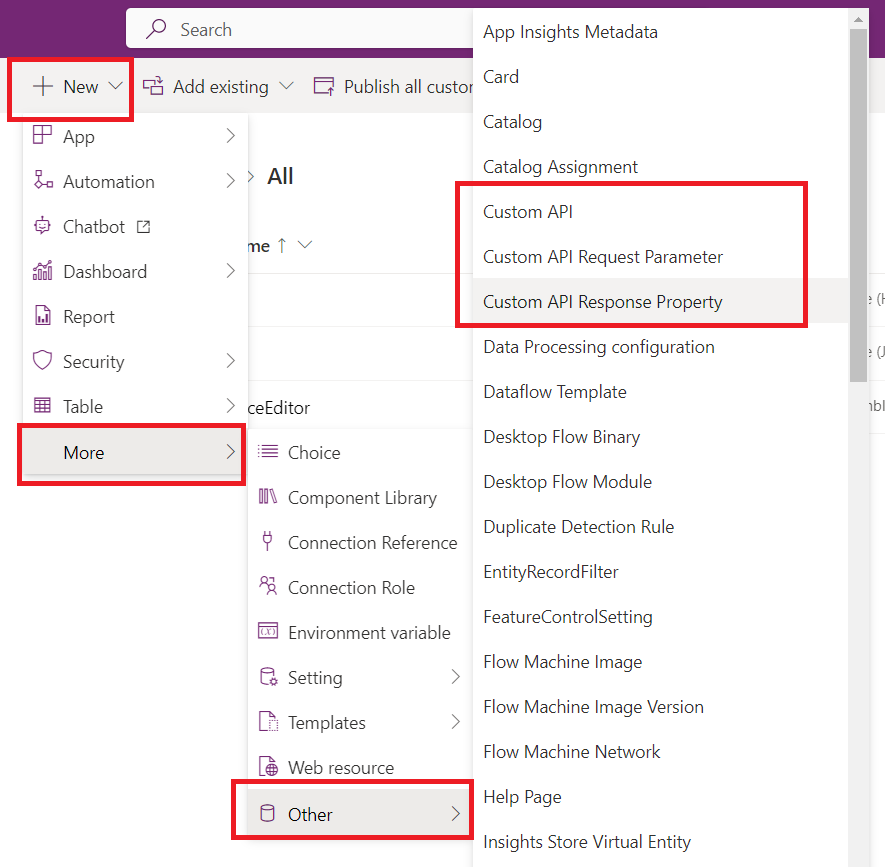 Search
New
Add existing
Publish all custor
App
Automation
Chatbot
Dashboard
Report
Security
Table
More
All
me
ceEditor
Choice
Component Library
Connection Reference
Connection Role
Environment variable
Setting
Templates
Web resource
Other
App Insights Metadata
Card
Catalog
Catalog Assignment
Custom API
Custom API Request Parameter
Custom API Response Property
Data Processing configuration
Dataflow Template
Desktop Flow Binary
Desktop Flow Module
Duplicate Detection Rule
EntityRecordFilter
FeatureControlSetting
Flow Machine Image
Flow Machine Image Version
Flow Machine Network
Help Page
Insights Store Virtual Entity